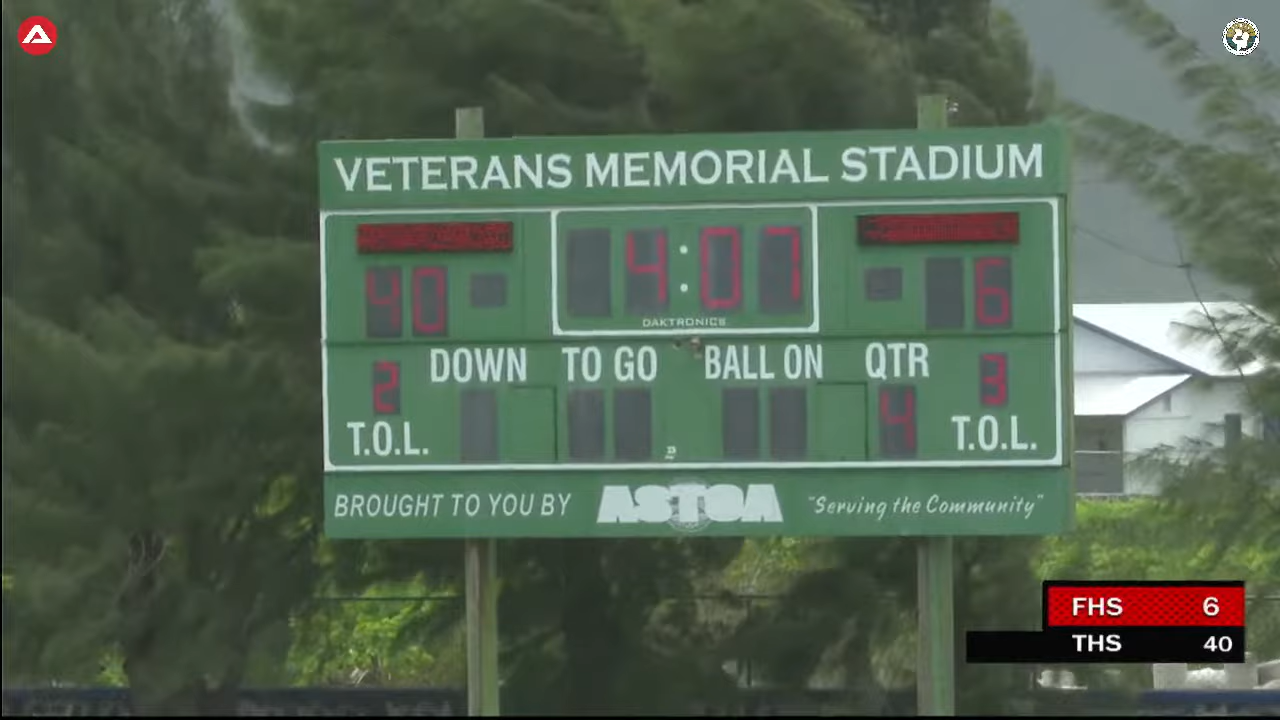 VETERANS MEMORIAL STADIUM
4:07
40
6
DAKTRONICS
DOWN TO GO BALL ON QTR
2
3
4
T.O.L.
T.O.L.
BROUGHT TO YOU BY ASTCA "Serving the Community"
FHS 6
THS 40